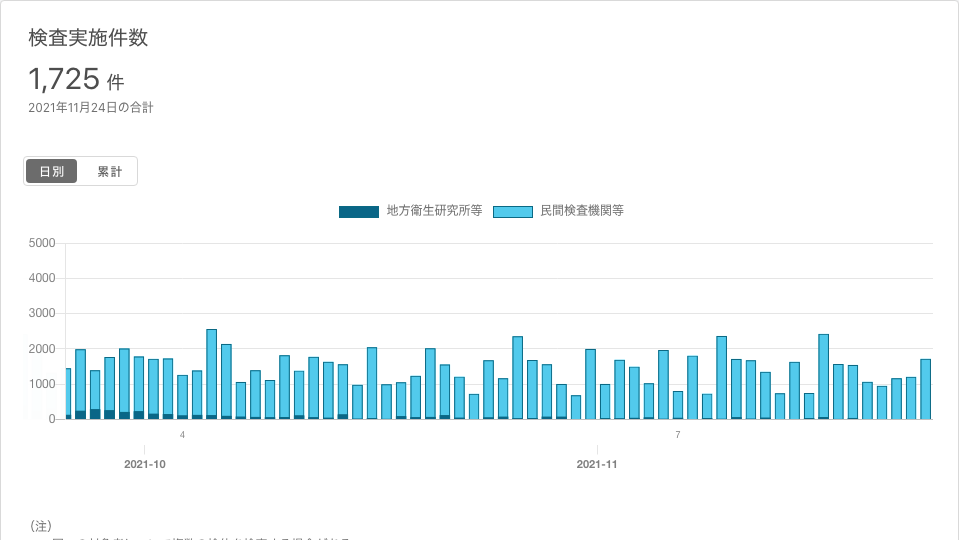 検査実施件数
1,725 件
2021年11月24日の合計
日別 累計
地方衛生研究所等 民間検査機関等
5000
4000
3000
2000
1000
0
4 7
2021-10 2021-11
（注）